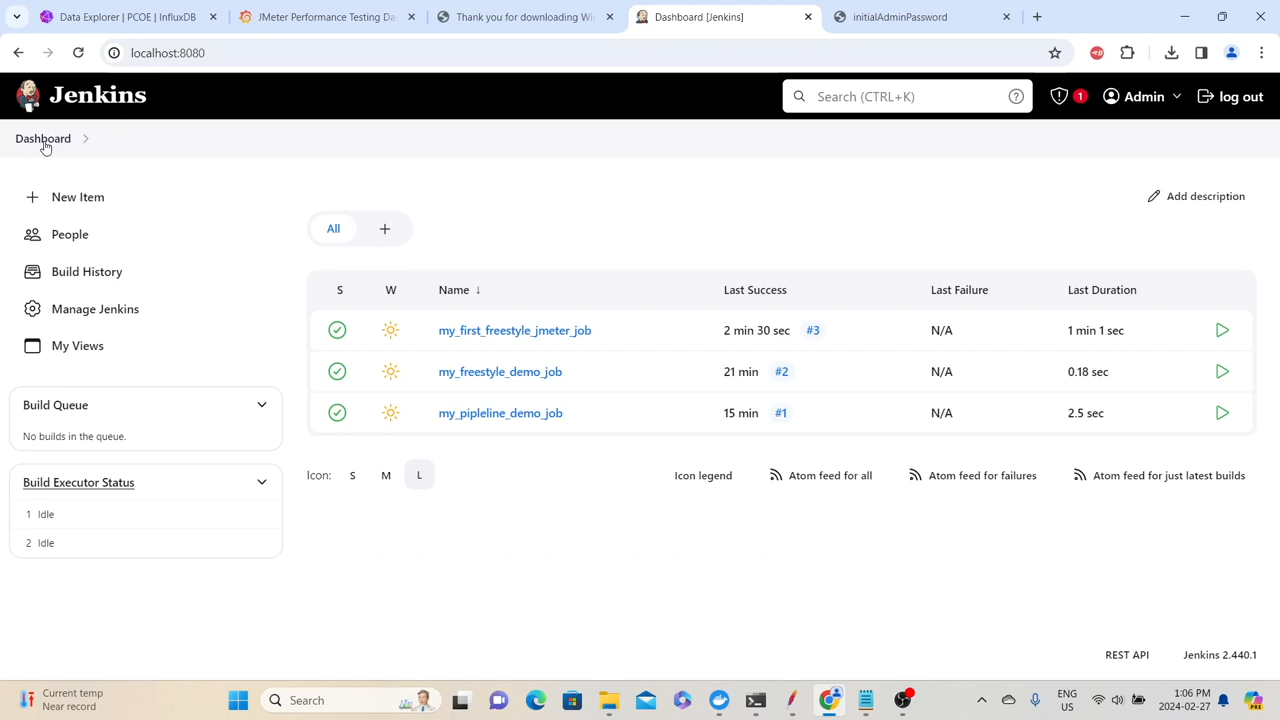 Data Explorer | PCOE | InfluxDB
JMeter Performance Testing Da
Thank you for downloading Wi
Dashboard [Jenkins]
initialAdminPassword
localhost:8080
Jenkins
Search (CTRL+K)
1
Admin
log out
Dashboard
New Item
People
Build History
Manage Jenkins
My Views
Add description
All
S W Name ↓ Last Success Last Failure Last Duration
my_first_freestyle_jmeter_job 2 min 30 sec #3 N/A 1 min 1 sec
my_freestyle_demo_job 21 min #2 N/A 0.18 sec
my_pipleline_demo_job 15 min #1 N/A 2.5 sec
Build Queue
No builds in the queue.
Build Executor Status
1 Idle
2 Idle
Icon: S M L
Icon legend
Atom feed for all
Atom feed for failures
Atom feed for just latest builds
REST API
Jenkins 2.440.1
Current temp
Near record
Search
ENG
US
1:06 PM
2024-02-27
PRE